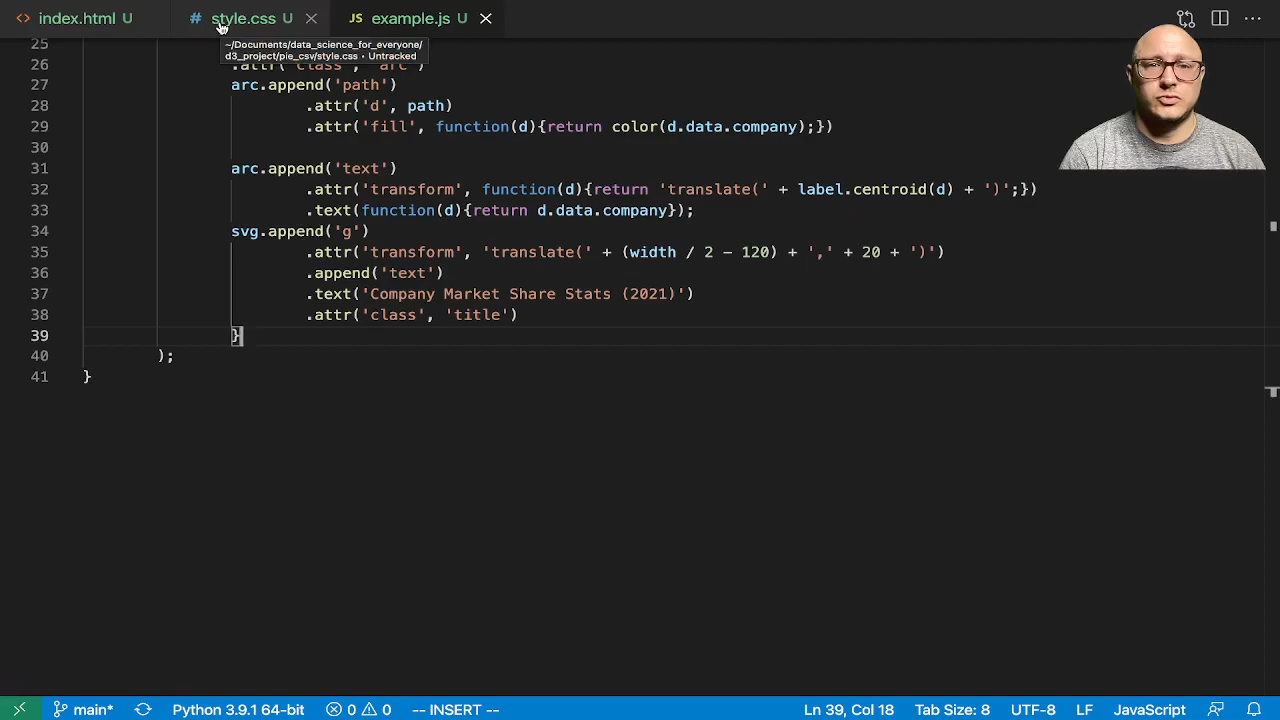 index.html U # style.css U JS example.js U
~/Documents/data_science_for_everyone/
d3_project/pie_csv/style.css • Untracked
25
26 .attr('class', 'arc')
27 arc.append('path')
28 .attr('d', path)
29 .attr('fill', function(d){return color(d.data.company);})
30
31 arc.append('text')
32 .attr('transform', function(d){return 'translate(' + label.centroid(d) + ')';})
33 .text(function(d){return d.data.company});
34 svg.append('g')
35 .attr('transform', 'translate(' + (width / 2 - 120) + ',' + 20 + ')')
36 .append('text')
37 .text('Company Market Share Stats (2021)')
38 .attr('class', 'title')
39 }
40 );
41 }
main* Python 3.9.1 64-bit 0 0 -- INSERT -- Ln 39, Col 18 Tab Size: 8 UTF-8 LF JavaScript